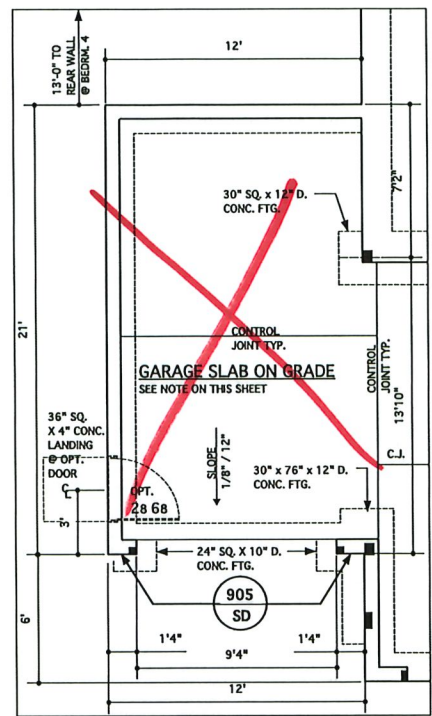 12'
13'-0" TO
REAR WALL
@ BEDRM. 4
30" SQ. x 12" D.
CONC. FTG.
7'2"
21'
CONTROL
JOINT TYP.
CONTROL
JOINT TYP.
13'10"
GARAGE SLAB ON GRADE
SEE NOTE ON THIS SHEET
36" SQ.
X 4" CONC.
LANDING
@ OPT.
DOOR
C.J.
SLOPE
1/8" / 12"
30" x 76" x 12" D.
CONC. FTG.
OPT.
28 68
CL
3'
24" SQ. X 10" D.
CONC. FTG.
905
SD
6'
1'4"
1'4"
9'4"
12'